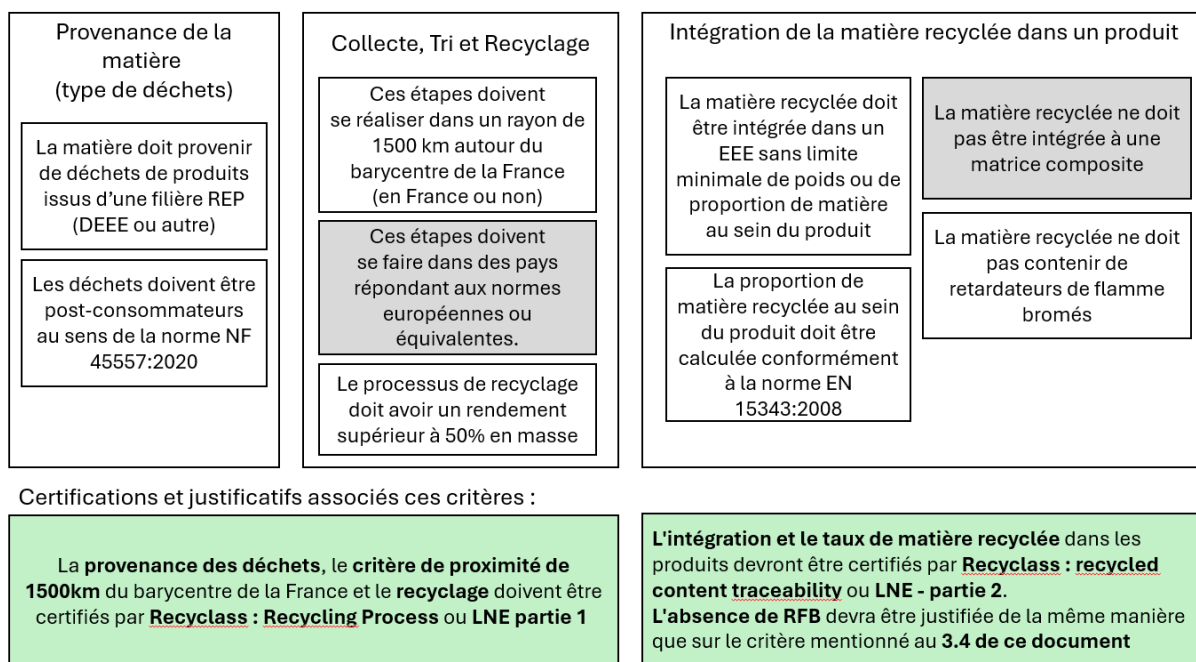 Provenance de la
matière
(type de déchets)
La matière doit provenir
de déchets de produits
issus d’une filière REP
(DEEE ou autre)
Les déchets doivent être
post-consommateurs
au sens de la norme NF
45557:2020
Collecte, Tri et Recyclage
Ces étapes doivent
se réaliser dans un rayon de
1500 km autour du
barycentre de la France
(en France ou non)
Ces étapes doivent
se faire dans des pays
répondant aux normes
européennes ou
équivalentes.
Le processus de recyclage
doit avoir un rendement
supérieur à 50% en masse
Intégration de la matière recyclée dans un produit
La matière recyclée doit
être intégrée dans un
EEE sans limite
minimale de poids ou de
proportion de matière
au sein du produit
La proportion de
matière recyclée au sein
du produit doit être
calculée conformément
à la norme EN
15343:2008
La matière recyclée ne doit
pas être intégrée à une
matrice composite
La matière recyclée ne doit
pas contenir de
retardateurs de flamme
bromés
Certifications et justificatifs associés ces critères :
La provenance des déchets, le critère de proximité de
1500km du barycentre de la France et le recyclage doivent être
certifiés par Recyclass : Recycling Process ou LNE partie 1
L'intégration et le taux de matière recyclée dans les
produits devront être certifiés par Recyclass : recycled
content traceability ou LNE - partie 2.
L'absence de RFB devra être justifiée de la même manière
que sur le critère mentionné au 3.4 de ce document